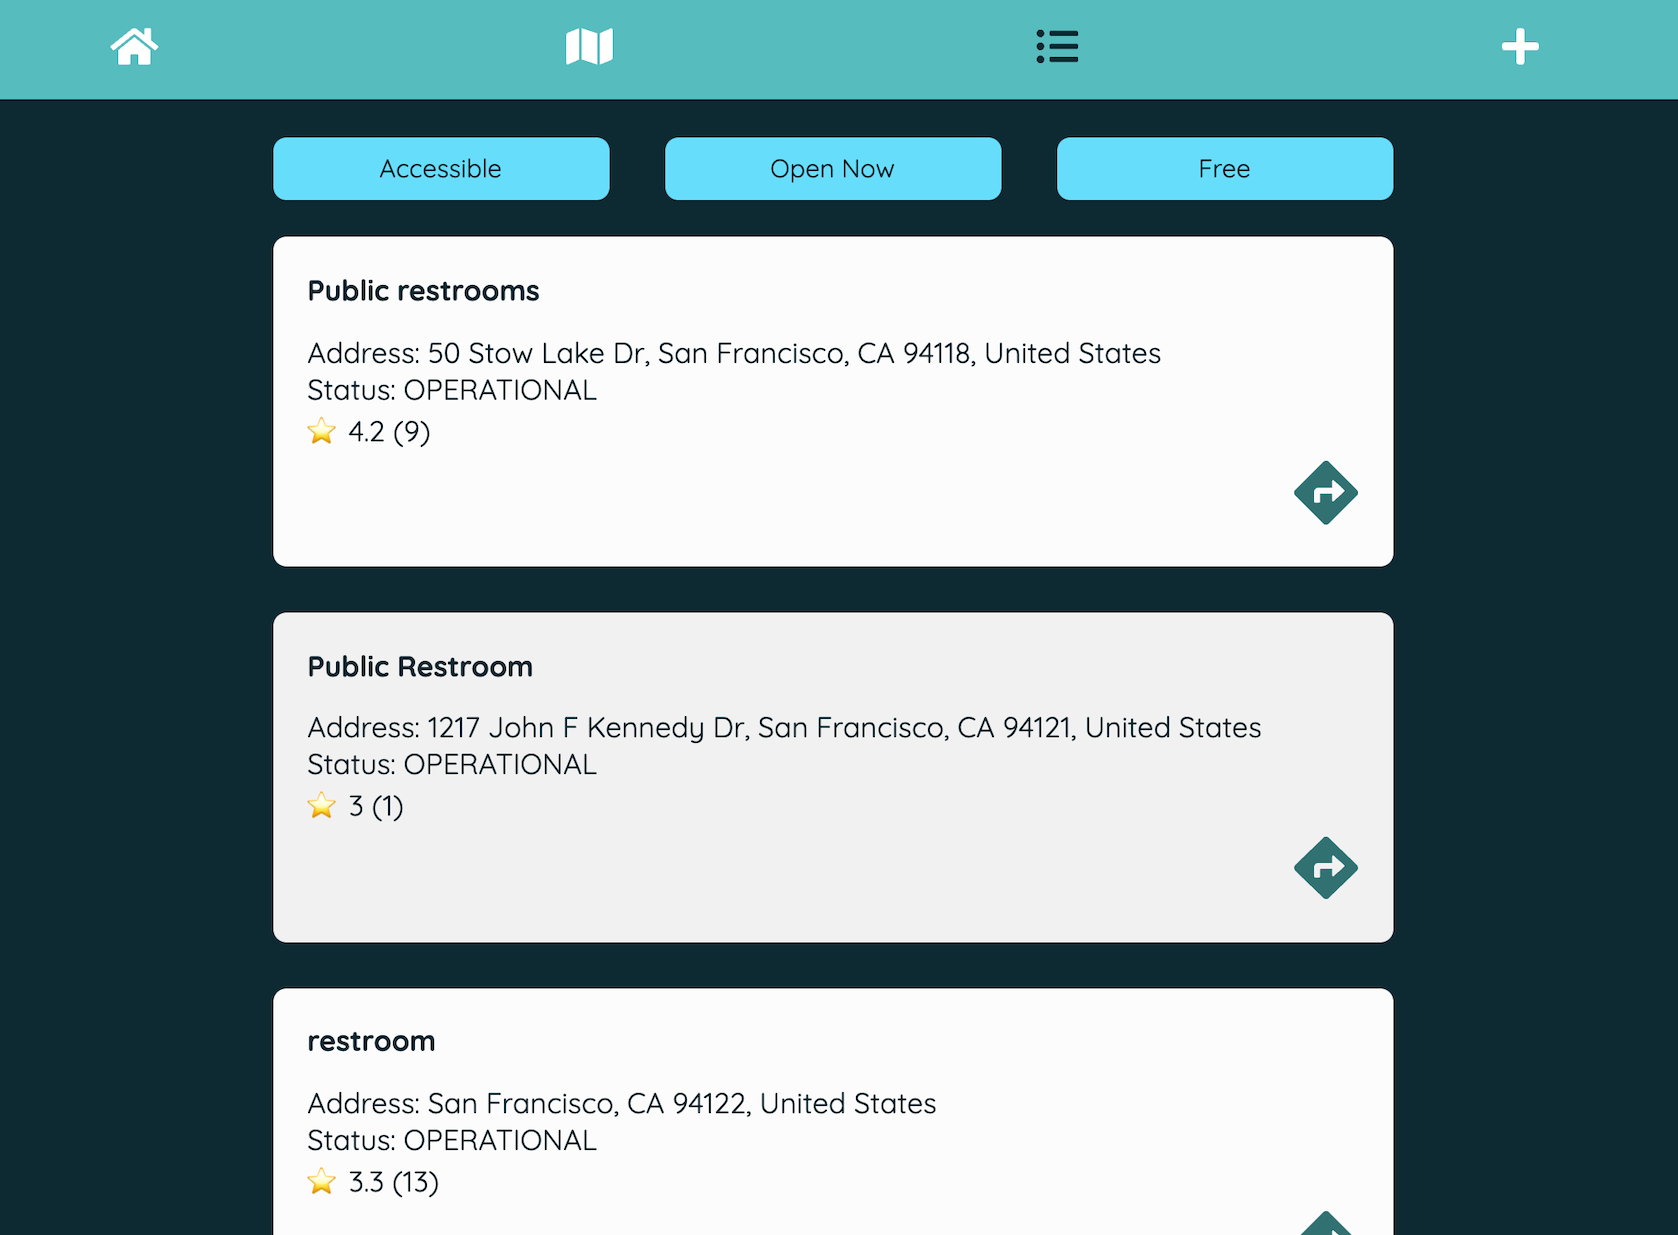 Accessible
Open Now
Free
Public restrooms
Address: 50 Stow Lake Dr, San Francisco, CA 94118, United States
Status: OPERATIONAL
⭐ 4.2 (9)
Public Restroom
Address: 1217 John F Kennedy Dr, San Francisco, CA 94121, United States
Status: OPERATIONAL
⭐ 3 (1)
restroom
Address: San Francisco, CA 94122, United States
Status: OPERATIONAL
⭐ 3.3 (13)